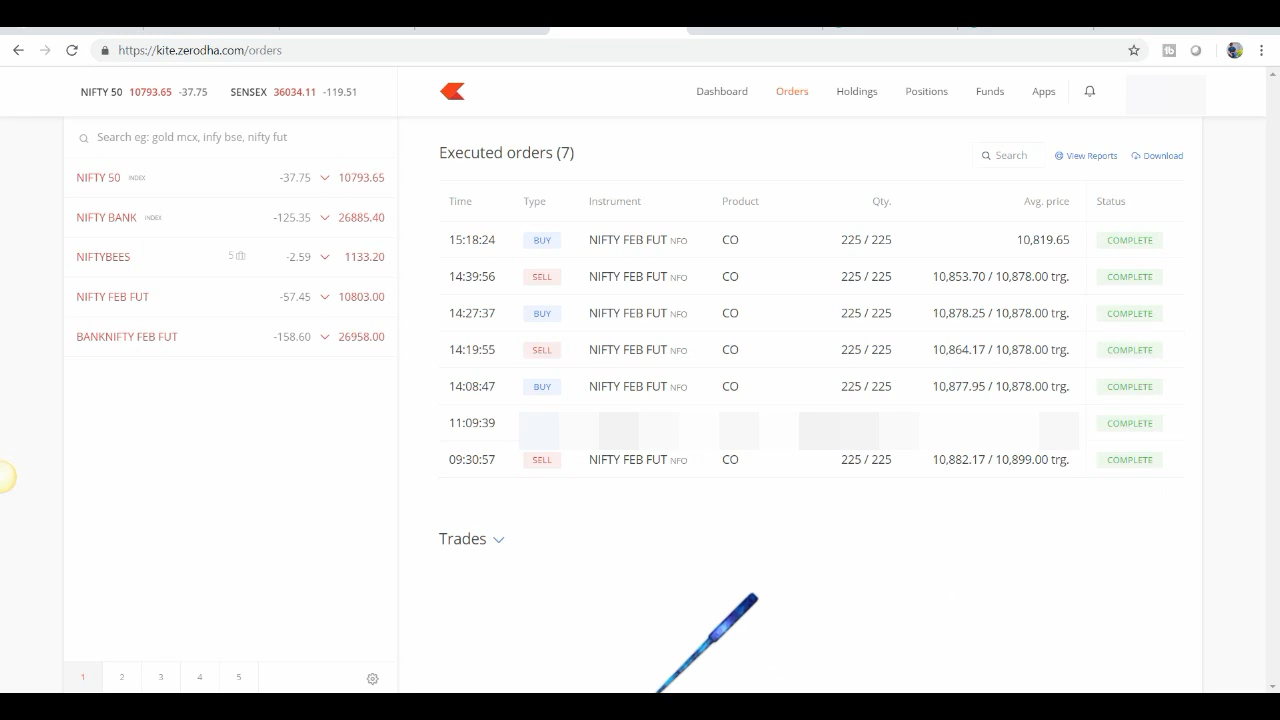 https://kite.zerodha.com/orders
NIFTY 50 10793.65 -37.75 SENSEX 36034.11 -119.51
Dashboard Orders Holdings Positions Funds Apps
Search eg: gold mcx, infy bse, nifty fut
NIFTY 50 INDEX -37.75 10793.65
NIFTY BANK INDEX -125.35 26885.40
NIFTYBEES 5 -2.59 1133.20
NIFTY FEB FUT -57.45 10803.00
BANKNIFTY FEB FUT -158.60 26958.00
1 2 3 4 5
Executed orders (7) Search View Reports Download
Time Type Instrument Product Qty. Avg. price Status
15:18:24 BUY NIFTY FEB FUT NFO CO 225 / 225 10,819.65 COMPLETE
14:39:56 SELL NIFTY FEB FUT NFO CO 225 / 225 10,853.70 / 10,878.00 trg. COMPLETE
14:27:37 BUY NIFTY FEB FUT NFO CO 225 / 225 10,878.25 / 10,878.00 trg. COMPLETE
14:19:55 SELL NIFTY FEB FUT NFO CO 225 / 225 10,864.17 / 10,878.00 trg. COMPLETE
14:08:47 BUY NIFTY FEB FUT NFO CO 225 / 225 10,877.95 / 10,878.00 trg. COMPLETE
11:09:39 COMPLETE
09:30:57 SELL NIFTY FEB FUT NFO CO 225 / 225 10,882.17 / 10,899.00 trg. COMPLETE
Trades